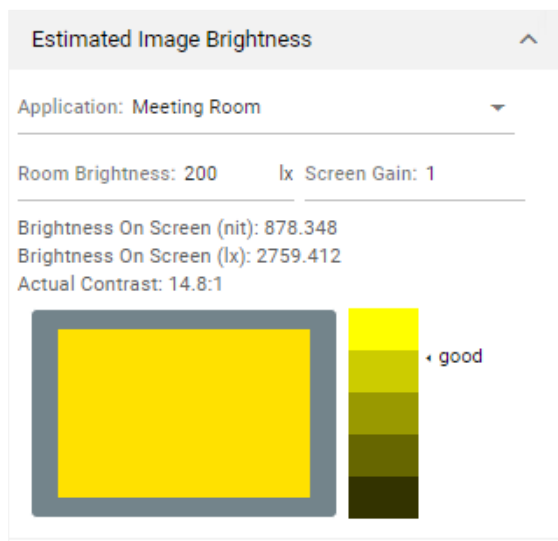 Estimated Image Brightness
Application: Meeting Room
Room Brightness: 200 lx Screen Gain: 1
Brightness On Screen (nit): 878.348
Brightness On Screen (lx): 2759.412
Actual Contrast: 14.8:1
good